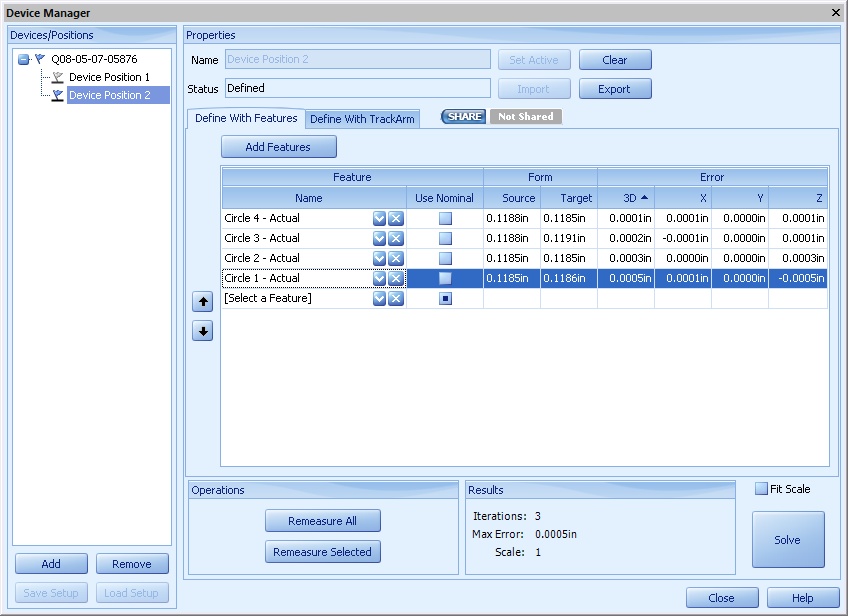 Device Manager
Devices/Positions
Q08-05-07-05876
Device Position 1
Device Position 2
Add Remove
Save Setup Load Setup
Properties
Name Device Position 2 Set Active Clear
Status Defined Import Export
Define With Features Define With TrackArm SHARE Not Shared
Add Features
Feature Form Error
Name Use Nominal Source Target 3D X Y Z
Circle 4 - Actual 0.1188in 0.1185in 0.0001in 0.0001in 0.0000in 0.0001in
Circle 3 - Actual 0.1188in 0.1191in 0.0002in -0.0001in 0.0000in 0.0001in
Circle 2 - Actual 0.1185in 0.1185in 0.0003in 0.0000in 0.0000in 0.0003in
Circle 1 - Actual 0.1185in 0.1186in 0.0005in 0.0001in 0.0000in -0.0005in
[Select a Feature]
Operations
Remeasure All
Remeasure Selected
Results
Iterations: 3
Max Error: 0.0005in
Scale: 1
Fit Scale
Solve
Close Help